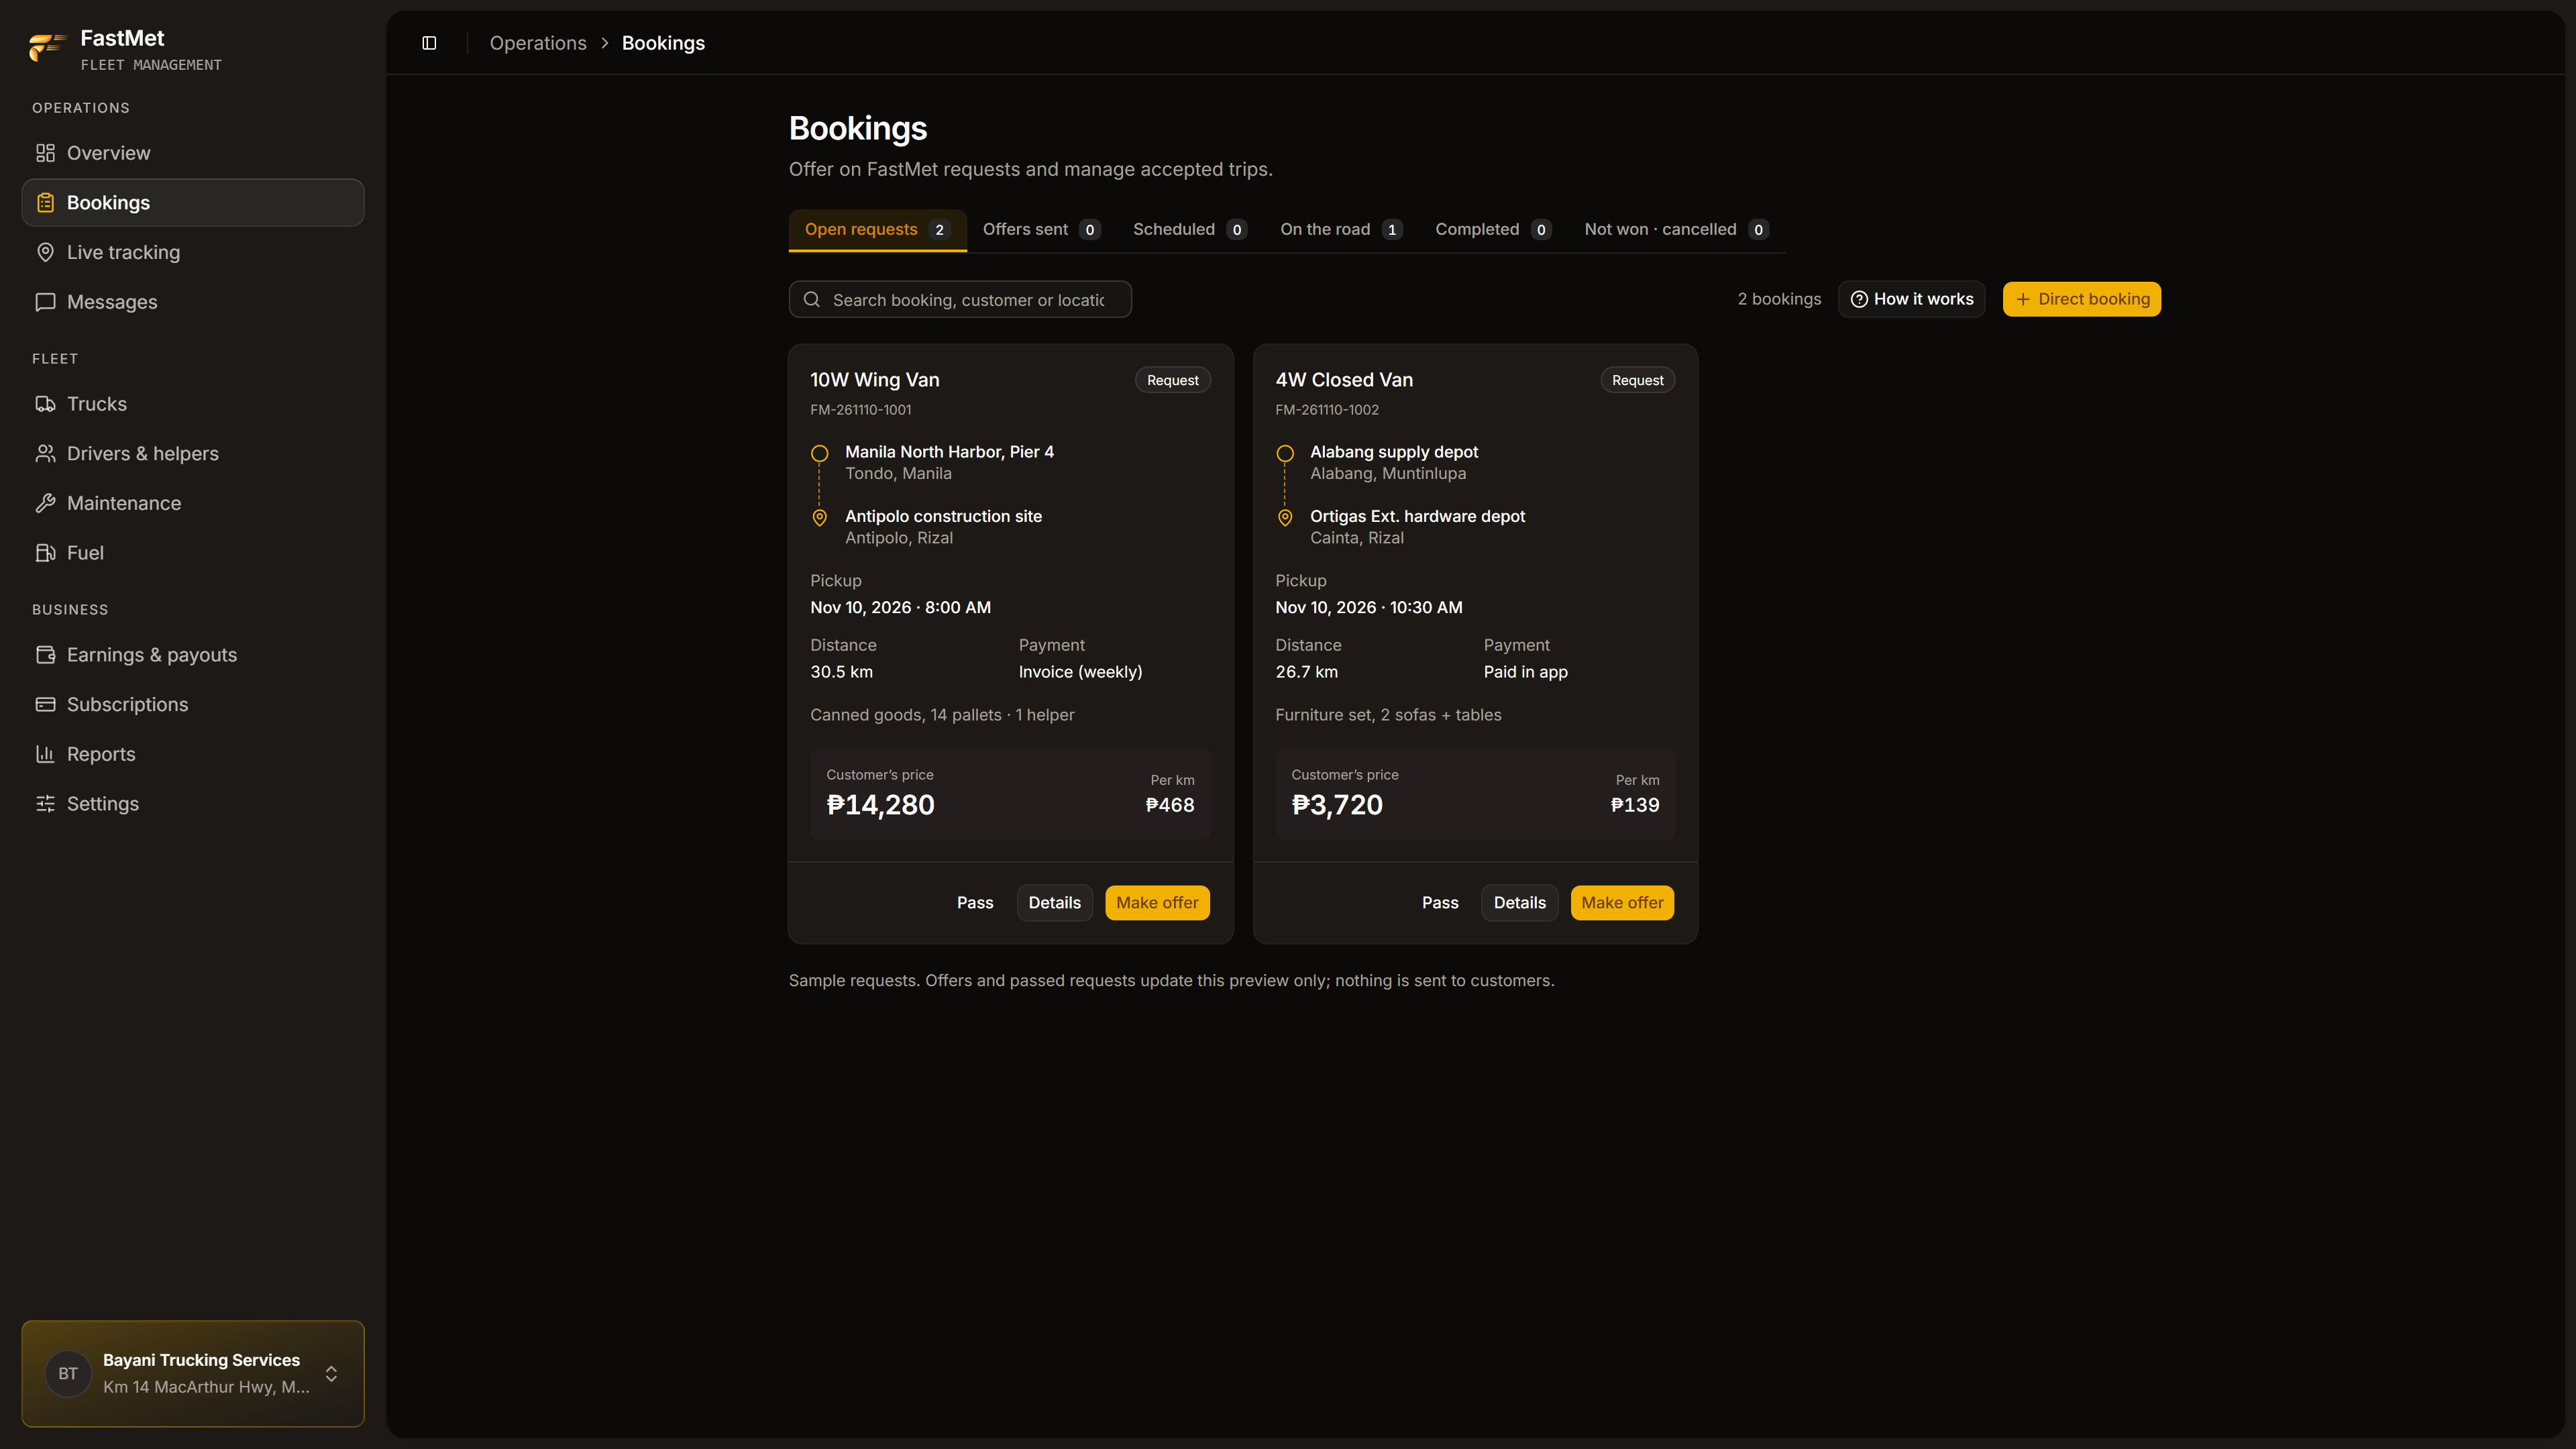 FastMet
FLEET MANAGEMENT
OPERATIONS
Overview
Bookings
Live tracking
Messages
FLEET
Trucks
Drivers & helpers
Maintenance
Fuel
BUSINESS
Earnings & payouts
Subscriptions
Reports
Settings
BT
Bayani Trucking Services
Km 14 MacArthur Hwy, M...
Operations > Bookings
Bookings
Offer on FastMet requests and manage accepted trips.
Open requests 2 Offers sent 0 Scheduled 0 On the road 1 Completed 0 Not won · cancelled 0
Search booking, customer or locatic
2 bookings How it works + Direct booking
10W Wing Van Request
FM-261110-1001
Manila North Harbor, Pier 4
Tondo, Manila
Antipolo construction site
Antipolo, Rizal
Pickup
Nov 10, 2026 · 8:00 AM
Distance Payment
30.5 km Invoice (weekly)
Canned goods, 14 pallets · 1 helper
Customer’s price Per km
₱14,280 ₱468
Pass Details Make offer
4W Closed Van Request
FM-261110-1002
Alabang supply depot
Alabang, Muntinlupa
Ortigas Ext. hardware depot
Cainta, Rizal
Pickup
Nov 10, 2026 · 10:30 AM
Distance Payment
26.7 km Paid in app
Furniture set, 2 sofas + tables
Customer’s price Per km
₱3,720 ₱139
Pass Details Make offer
Sample requests. Offers and passed requests update this preview only; nothing is sent to customers.